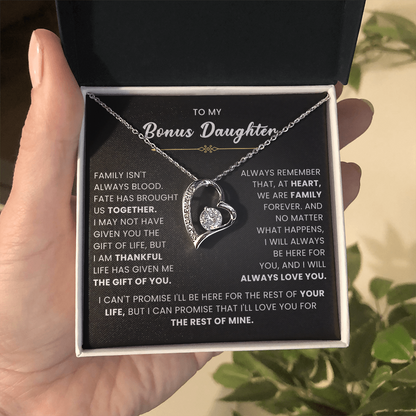 TO MY
Bonus Daughter
FAMILY ISN'T
ALWAYS BLOOD.
FATE HAS BROUGHT
US TOGETHER.
I MAY NOT HAVE
GIVEN YOU THE
GIFT OF LIFE, BUT
I AM THANKFUL
LIFE HAS GIVEN ME
THE GIFT OF YOU.
ALWAYS REMEMBER
THAT, AT HEART,
WE ARE FAMILY
FOREVER. AND
NO MATTER
WHAT HAPPENS,
I WILL ALWAYS
BE HERE FOR
YOU, AND I WILL
ALWAYS LOVE YOU.
I CAN'T PROMISE I'LL BE HERE FOR THE REST OF YOUR
LIFE, BUT I CAN PROMISE THAT I'LL LOVE YOU FOR
THE REST OF MINE.